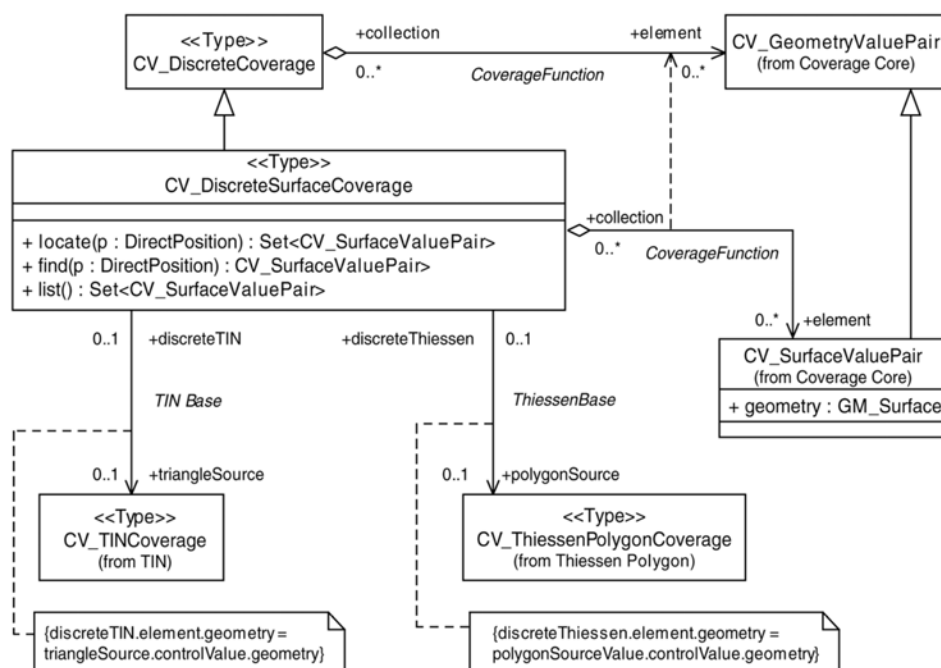 <<Type>>
CV_DiscreteCoverage
+collection
+element
0..*
CoverageFunction
0..*
CV_GeometryValuePair
(from Coverage Core)
<<Type>>
CV_DiscreteSurfaceCoverage
+ locate(p : DirectPosition) : Set<CV_SurfaceValuePair>
+ find(p : DirectPosition) : CV_SurfaceValuePair>
+ list() : Set<CV_SurfaceValuePair>
+collection
0..*
CoverageFunction
0..*
+element
CV_SurfaceValuePair
(from Coverage Core)
+ geometry : GM_Surface
0..1
+discreteTIN
+discreteThiessen
0..1
TIN Base
ThiessenBase
0..1
+triangleSource
0..1
+polygonSource
<<Type>>
CV_TINCoverage
(from TIN)
<<Type>>
CV_ThiessenPolygonCoverage
(from Thiessen Polygon)
{discreteTIN.element.geometry =
triangleSource.controlValue.geometry}
{discreteThiessen.element.geometry =
polygonSourceValue.controlValue.geometry}